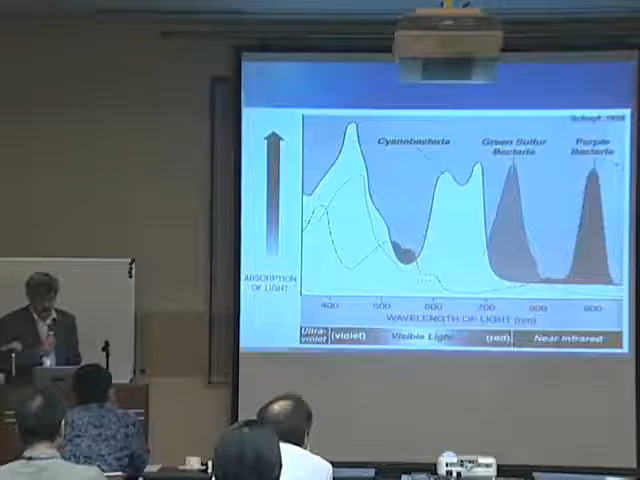 Schopf, 1999
Cyanobacteria
Green Sulfur
Bacteria
Purple
Bacteria
ABSORPTION
OF LIGHT
400 500 600 700 800 900
WAVELENGTH OF LIGHT (nm)
Ultra-
violet (violet) Visible Light (red) Near Infrared